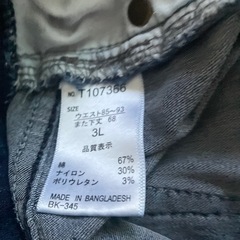 NO. T107366
SIZE
ウエスト85~93
また下丈 68
3L
品質表示
綿 67%
ナイロン 30%
ポリウレタン 3%
MADE IN BANGLADESH
BK-345